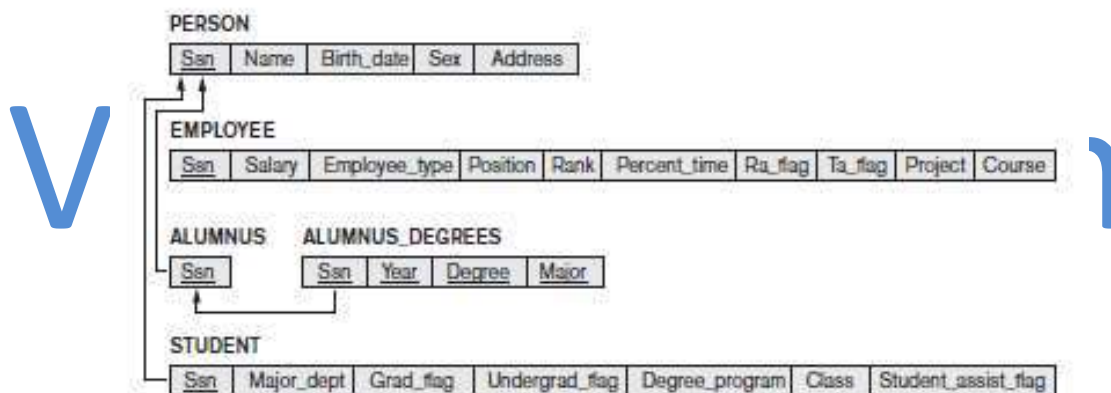 PERSON
Ssn Name Birth_date Sex Address
EMPLOYEE
Ssn Salary Employee_type Position Rank Percent_time Ra_flag Ta_flag Project Course
ALUMNUS ALUMNUS_DEGREES
Ssn Ssn Year Degree Major
STUDENT
Ssn Major_dept Grad_flag Undergrad_flag Degree_program Class Student_assist_flag